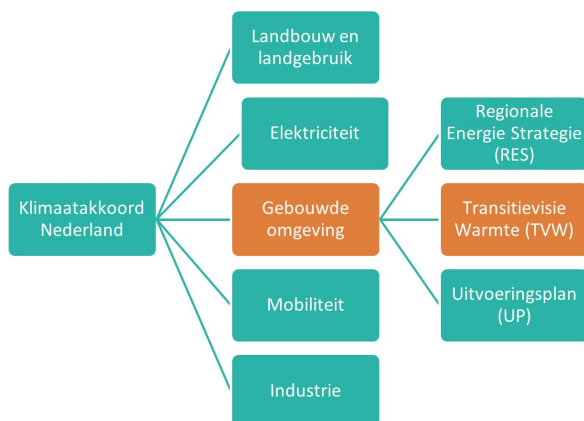 Landbouw en
landgebruik
Elektriciteit
Klimaatakkoord
Nederland
Gebouwde
omgeving
Mobiliteit
Industrie
Regionale
Energie Strategie
(RES)
Transitievisie
Warmte (TVW)
Uitvoeringsplan
(UP)